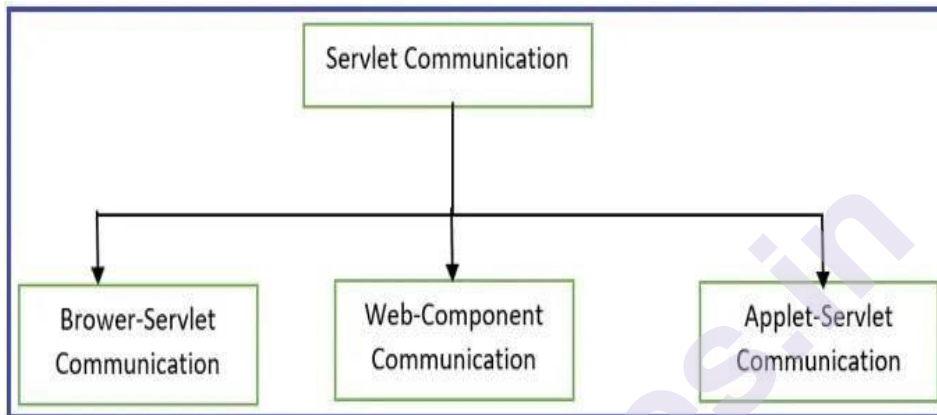 Servlet Communication
Brower-Servlet
Communication
Web-Component
Communication
Applet-Servlet
Communication